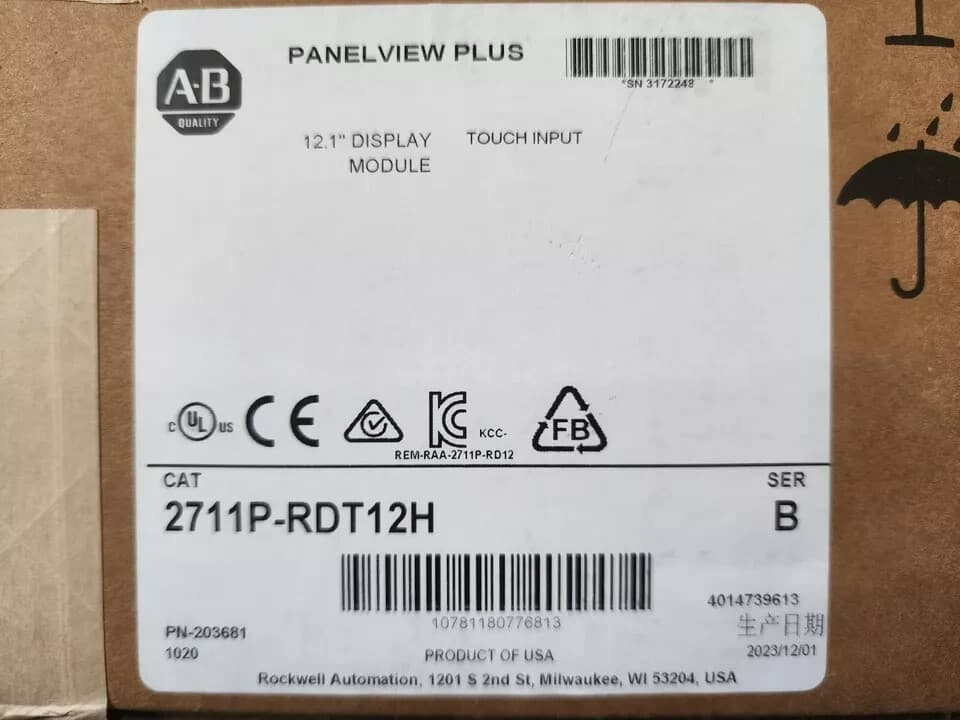 A·B
QUALITY
PANELVIEW PLUS
*SN 3172248 *
12.1" DISPLAY TOUCH INPUT
MODULE
C UL US CE KC KCC- FB
REM-RAA-2711P-RD12
CAT SER
2711P-RDT12H B
10781180776813
4014739613
PN-203681 生产日期
1020 PRODUCT OF USA 2023/12/01
Rockwell Automation, 1201 S 2nd St, Milwaukee, WI 53204, USA